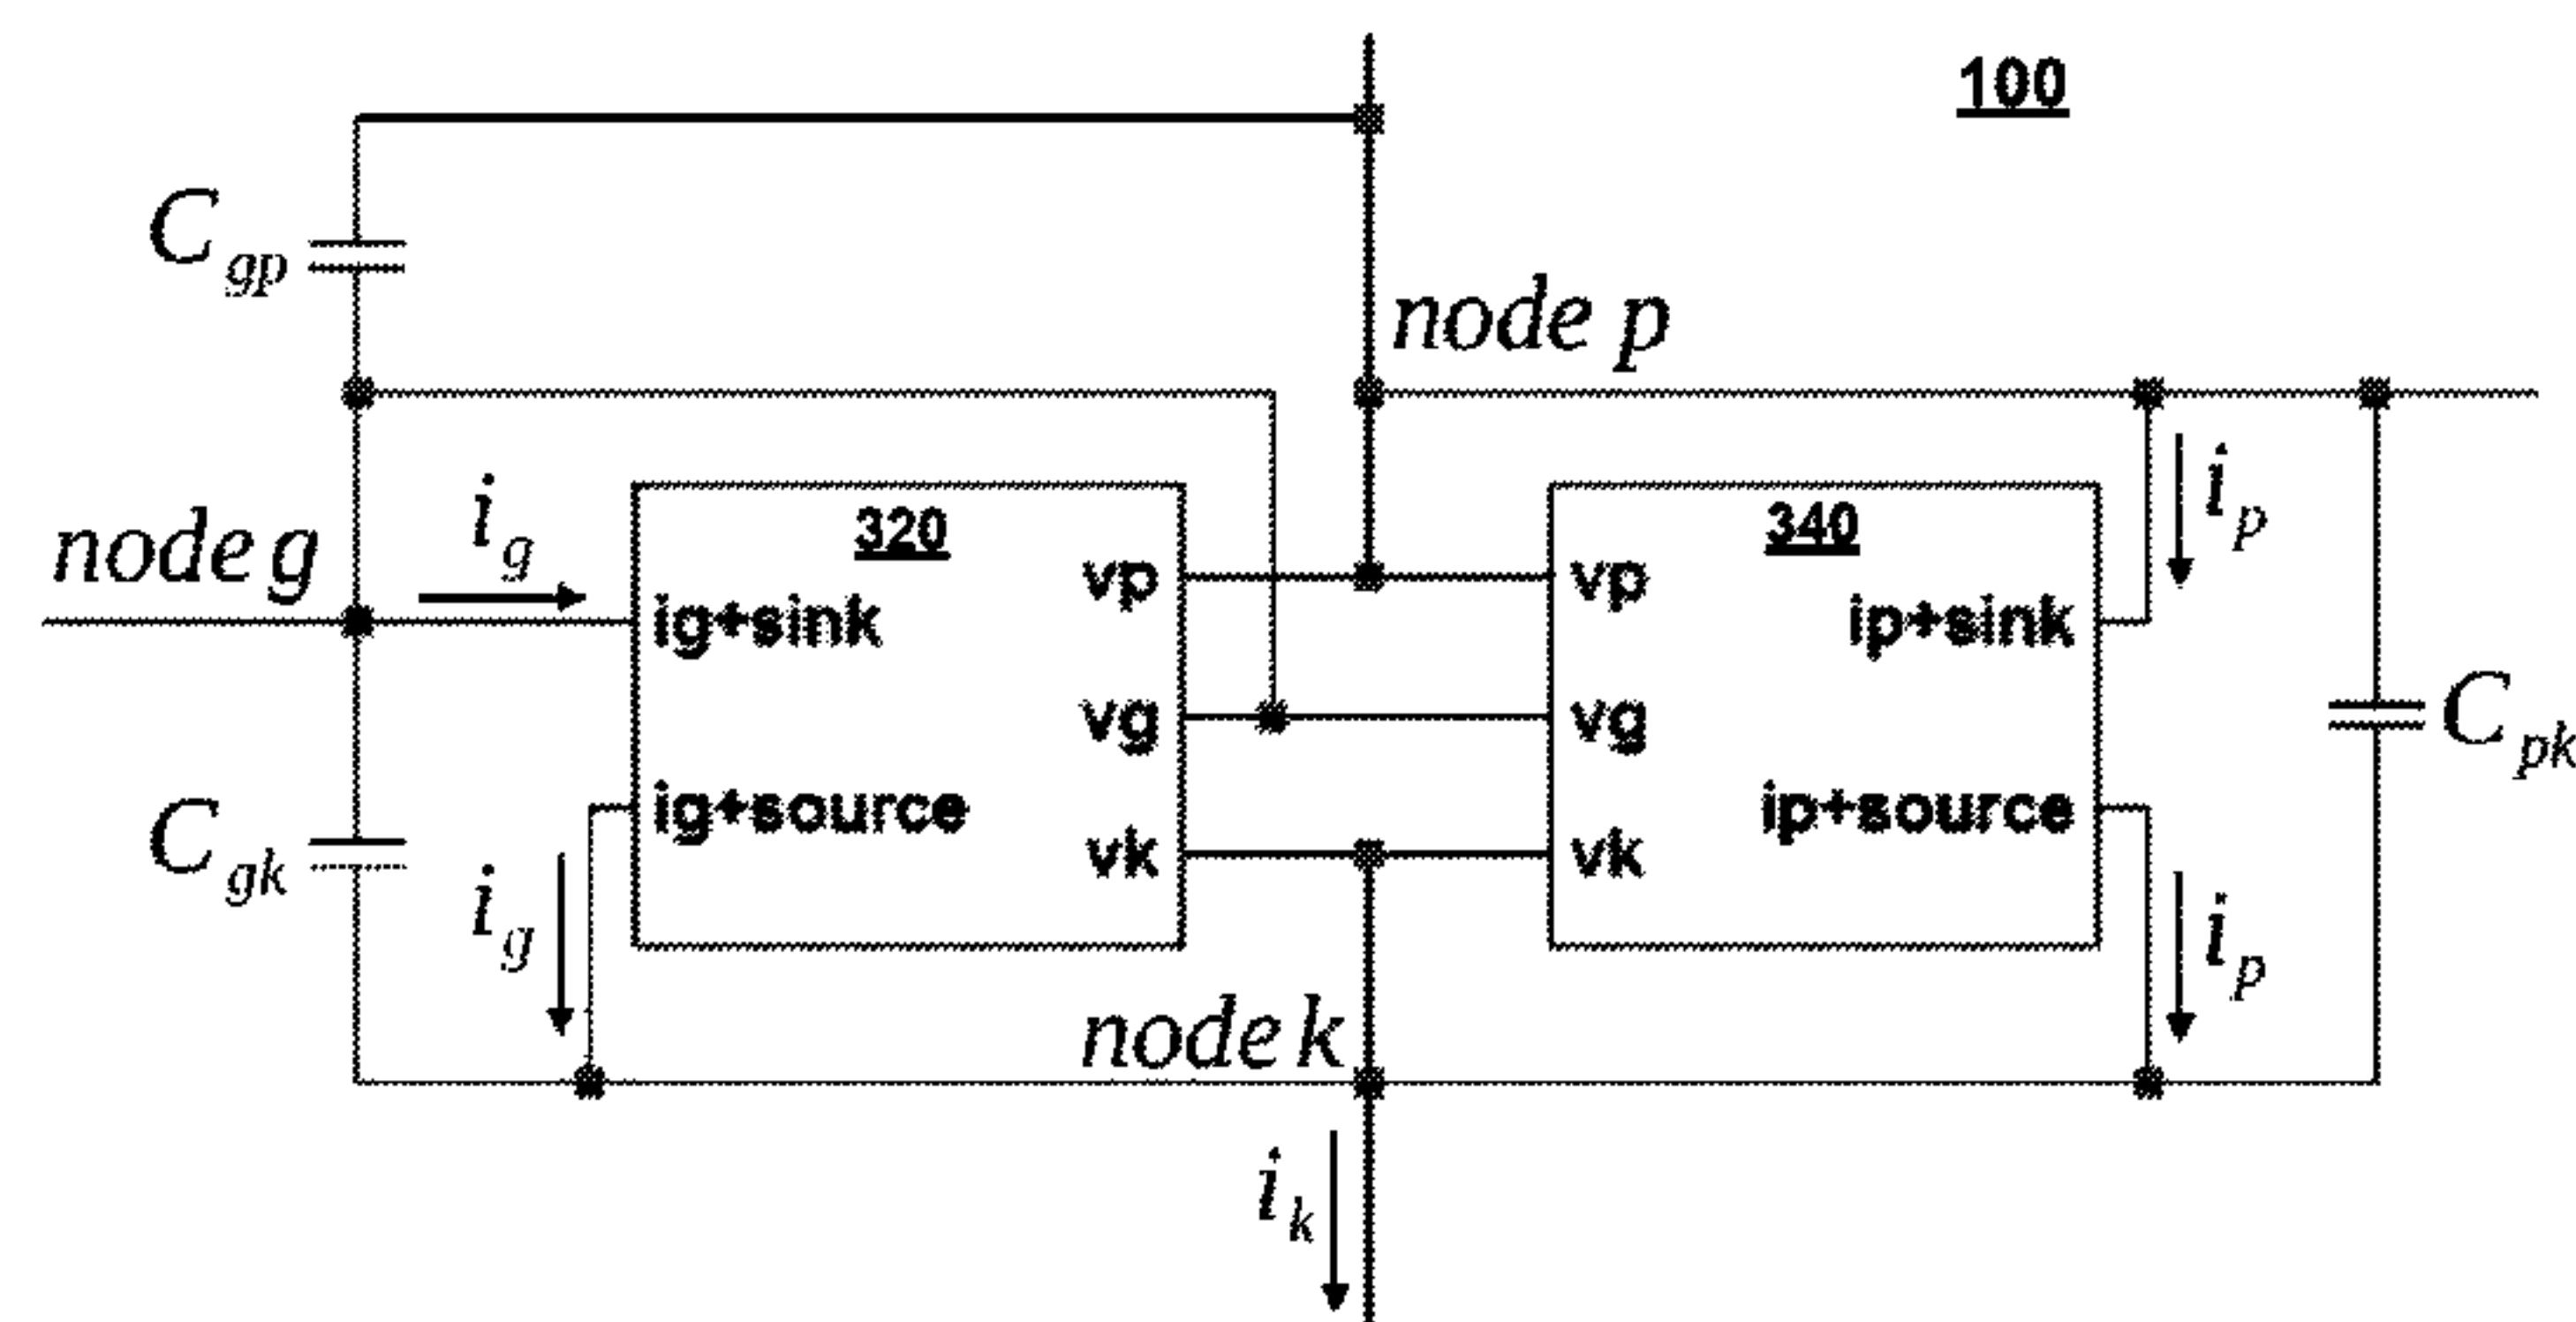 100
C_gp
node p
i_g
320
340
i_p
node g
vp
vp
ig+sink
ip+sink
vg
vg
C_pk
C_gk
ig+source
ip+source
vk
vk
i_g
i_p
node k
i_k